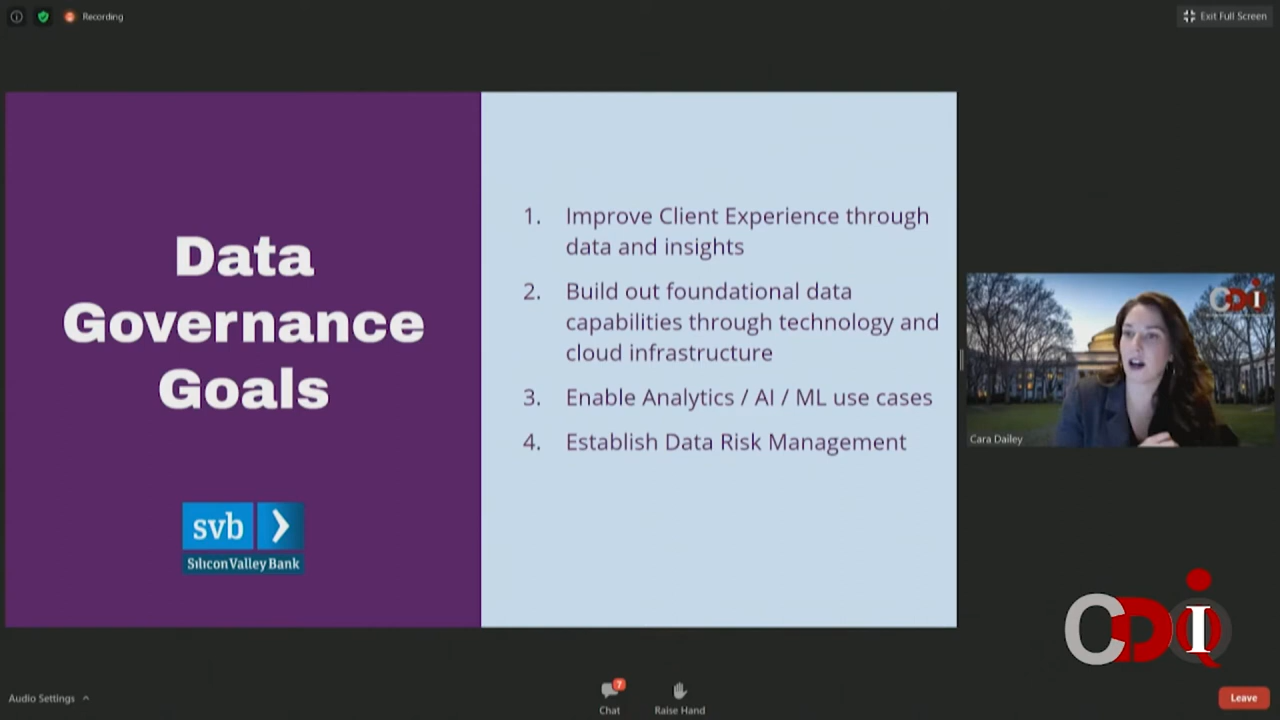 Recording
Exit Full Screen
Data
Governance
Goals
svb
Silicon Valley Bank
1. Improve Client Experience through
data and insights
2. Build out foundational data
capabilities through technology and
cloud infrastructure
3. Enable Analytics / AI / ML use cases
4. Establish Data Risk Management
CDIQ
Cara Dailey
CDIQ
Audio Settings
7
Chat
Raise Hand
Leave